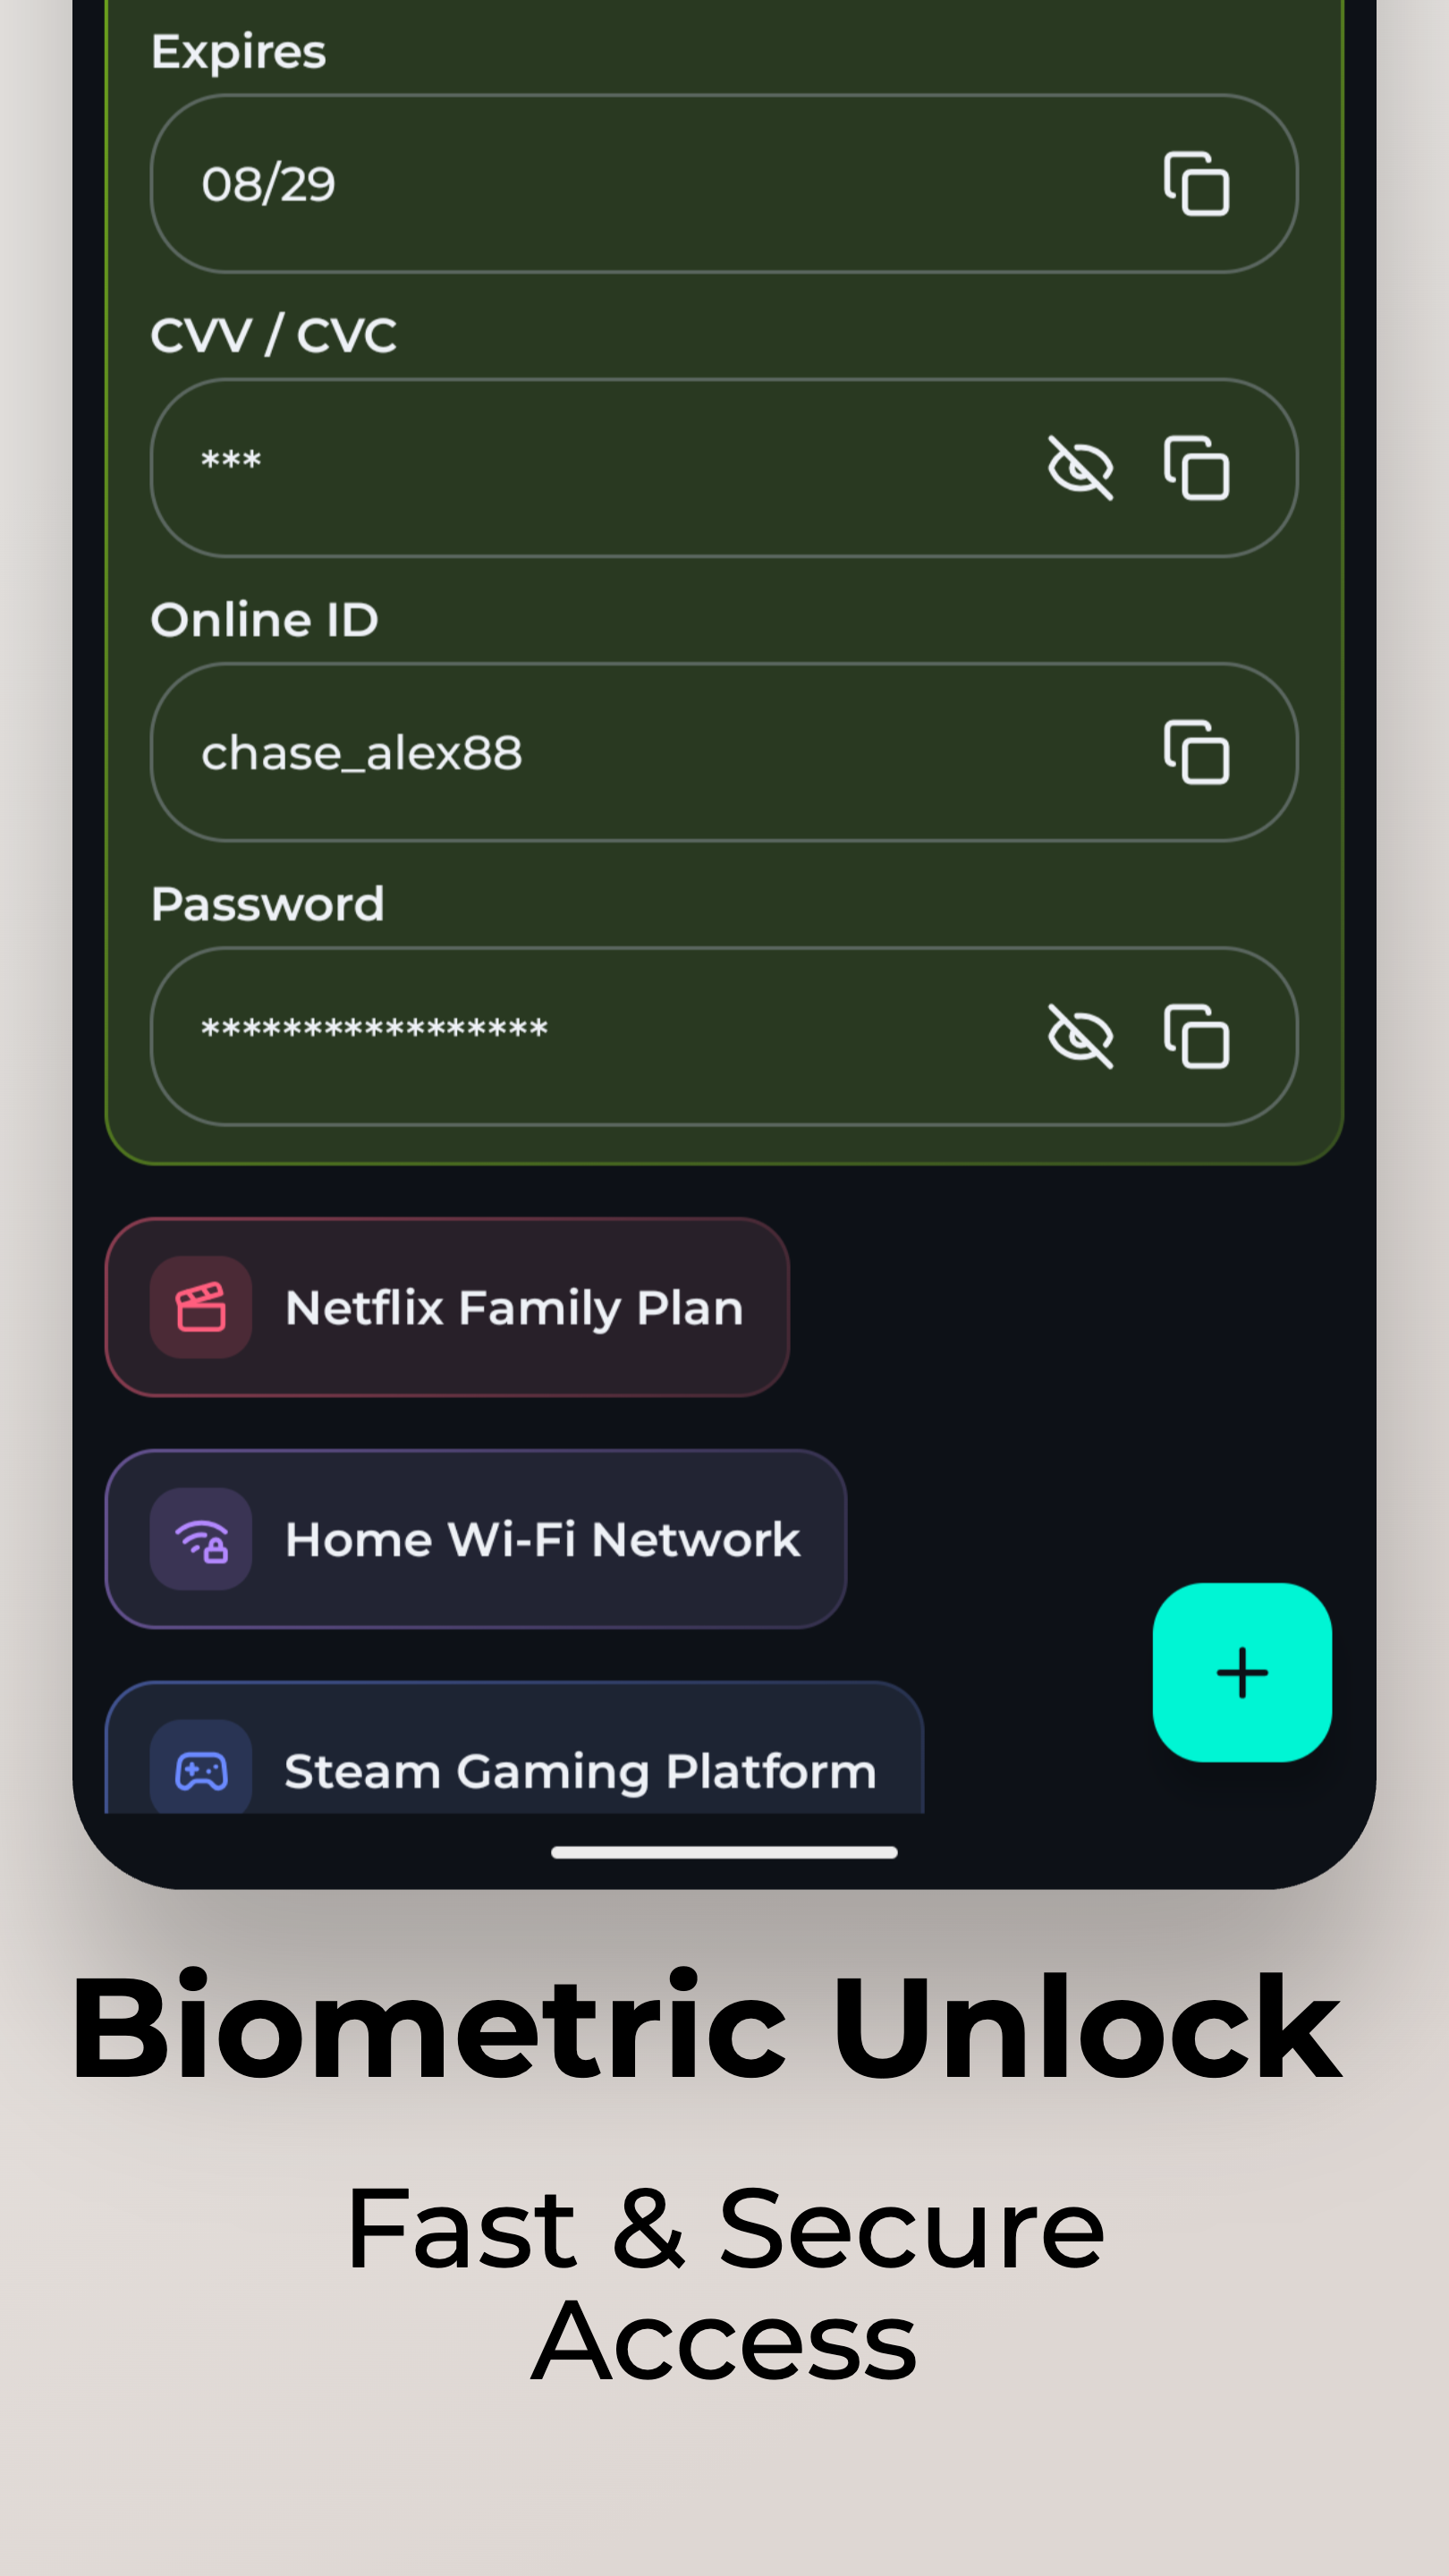 Expires
08/29
CVV / CVC
***
Online ID
chase_alex88
Password
*****************
Netflix Family Plan
Home Wi-Fi Network
Steam Gaming Platform
Biometric Unlock
Fast & Secure
Access